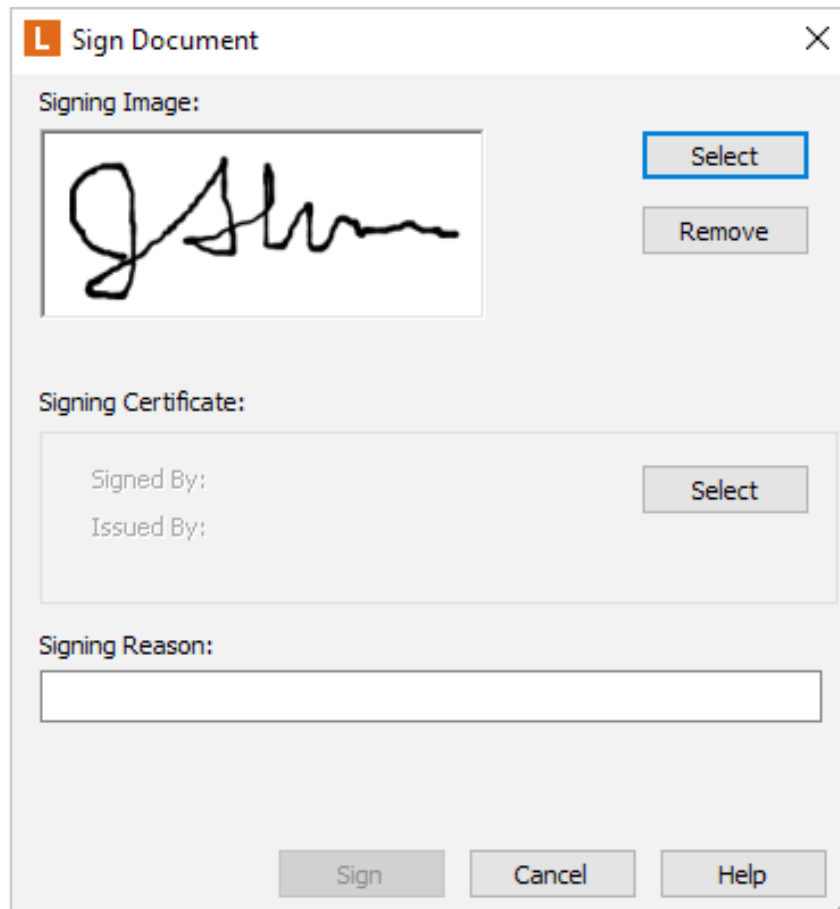 L Sign Document
Signing Image:
Select
Remove
Signing Certificate:
Signed By:
Select
Issued By:
Signing Reason:
Sign Cancel Help